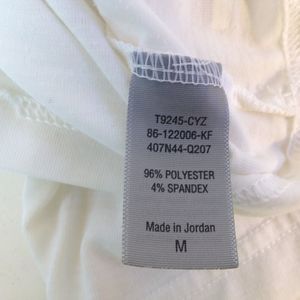 T9245-CYZ
86-122006-KF
407N44-Q207
96% POLYESTER
4% SPANDEX
Made in Jordan
M